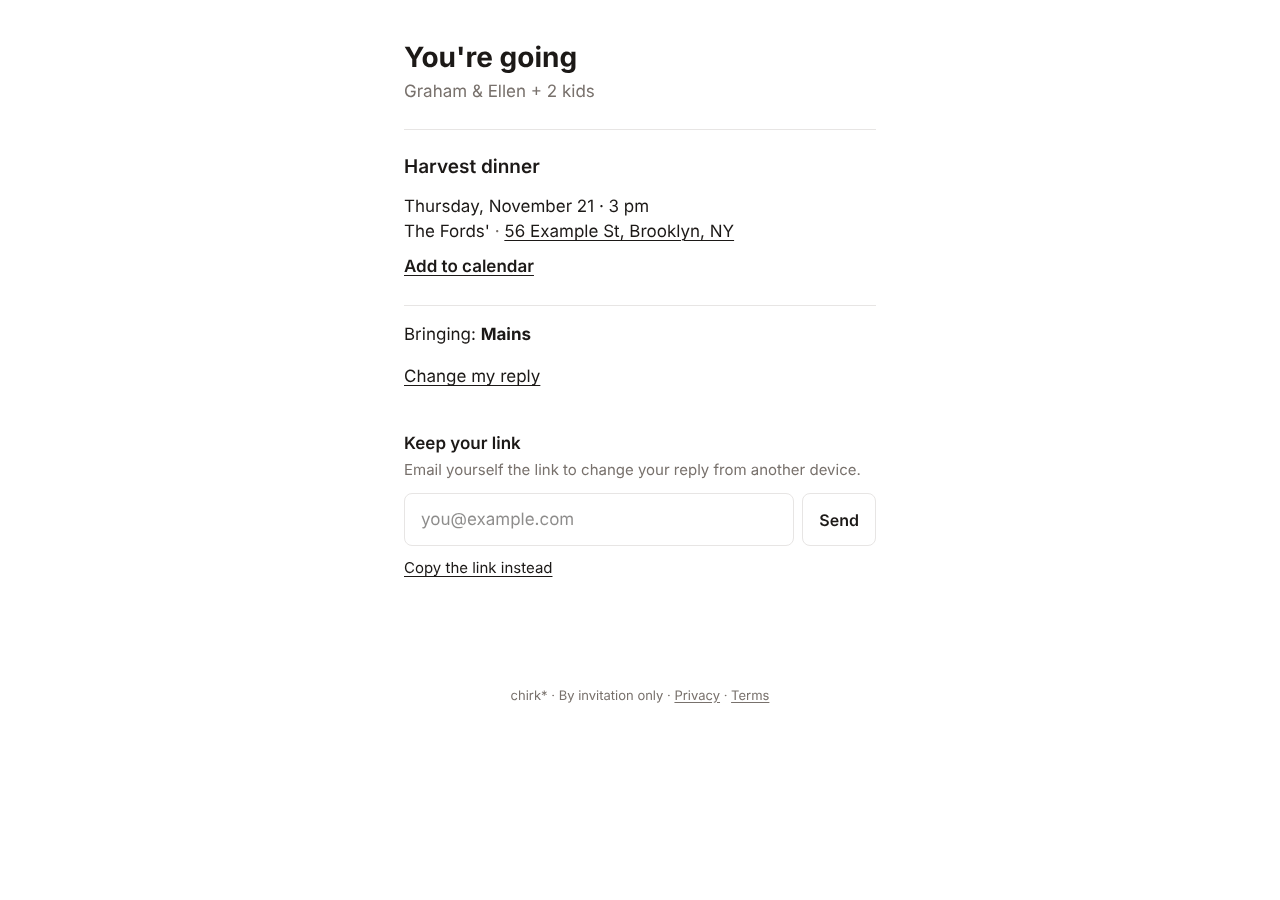 You're going
Graham & Ellen + 2 kids
Harvest dinner
Thursday, November 21 · 3 pm
The Fords' · 56 Example St, Brooklyn, NY
Add to calendar
Bringing: Mains
Change my reply
Keep your link
Email yourself the link to change your reply from another device.
you@example.com
Send
Copy the link instead
chirk* · By invitation only · Privacy · Terms